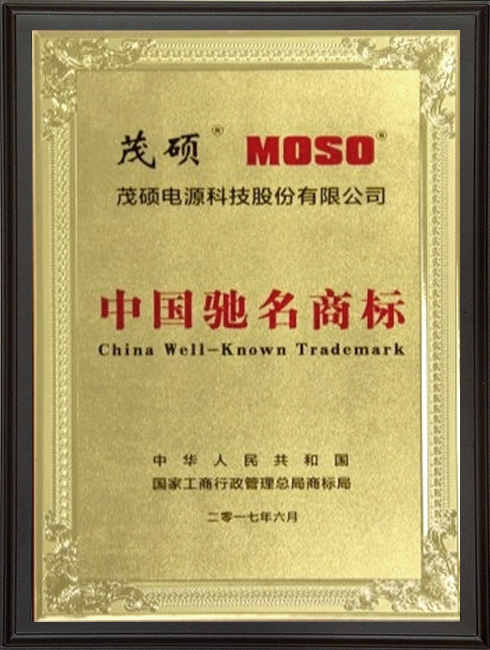 茂硕® MOSO®
茂硕电源科技股份有限公司
中国驰名商标
China Well-Known Trademark
中华人民共和国
国家工商行政管理总局商标局
二零一七年六月